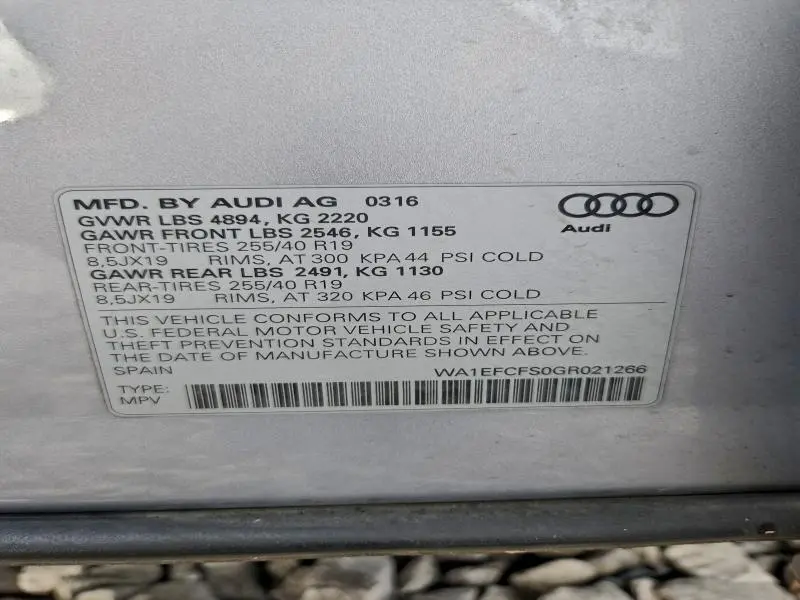 MFD. BY AUDI AG 0316
Audi
GVWR LBS 4894, KG 2220
GAWR FRONT LBS 2546, KG 1155
FRONT-TIRES 255/40 R19
8,5JX19 RIMS, AT 300 KPA 44 PSI COLD
GAWR REAR LBS 2491, KG 1130
REAR-TIRES 255/40 R19
8,5JX19 RIMS, AT 320 KPA 46 PSI COLD
THIS VEHICLE CONFORMS TO ALL APPLICABLE
U.S. FEDERAL MOTOR VEHICLE SAFETY AND
THEFT PREVENTION STANDARDS IN EFFECT ON
THE DATE OF MANUFACTURE SHOWN ABOVE.
SPAIN WA1EFCFS0GR021266
TYPE:
MPV